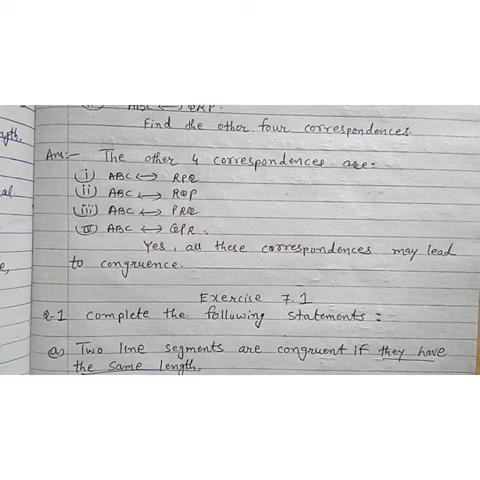 ABC ↔ QRP.
Find the other four correspondences
Ans:- The other 4 correspondences are:-
(i) ABC ↔ RPQ
(ii) ABC ↔ RQP
(iii) ABC ↔ PRQ
(iv) ABC ↔ QPR.
Yes, all these correspondences may lead
to congruence.
Exercise 7.1
Q-1 Complete the following statements:
(a) Two line segments are congruent if they have
the same length.